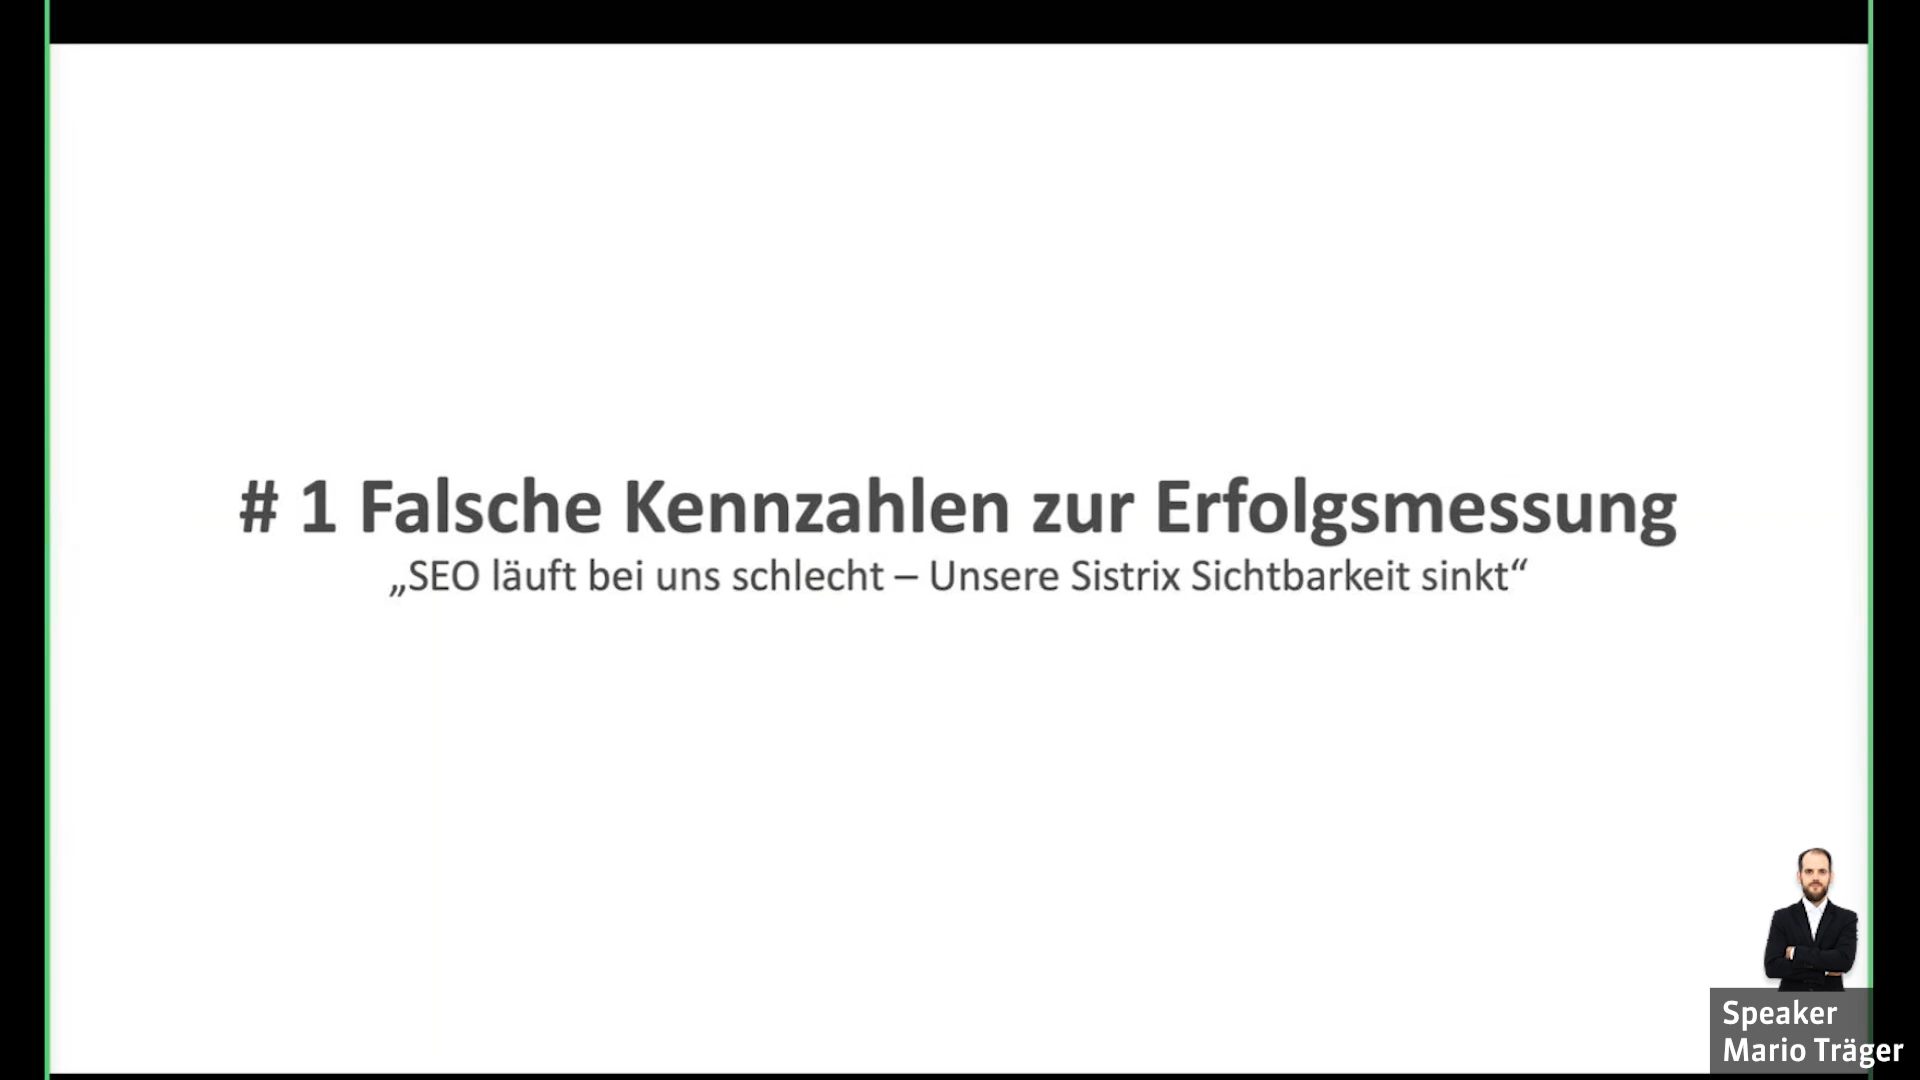 # 1 Falsche Kennzahlen zur Erfolgsmessung
„SEO läuft bei uns schlecht – Unsere Sistrix Sichtbarkeit sinkt“
Speaker
Mario Träger